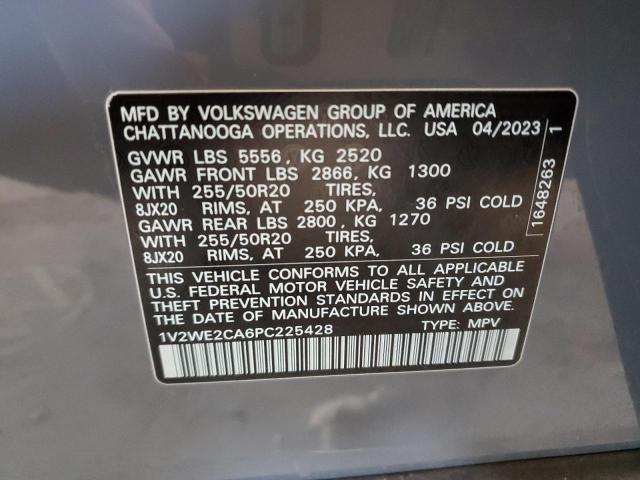 MFD BY VOLKSWAGEN GROUP OF AMERICA
CHATTANOOGA OPERATIONS, LLC. USA 04/2023
GVWR LBS 5556, KG 2520
GAWR FRONT LBS 2866, KG 1300
WITH 255/50R20 TIRES,
8JX20 RIMS, AT 250 KPA, 36 PSI COLD
GAWR REAR LBS 2800, KG 1270
WITH 255/50R20 TIRES,
8JX20 RIMS, AT 250 KPA, 36 PSI COLD
THIS VEHICLE CONFORMS TO ALL APPLICABLE
U.S. FEDERAL MOTOR VEHICLE SAFETY AND
THEFT PREVENTION STANDARDS IN EFFECT ON
THE DATE OF MANUFACTURE SHOWN ABOVE.
1V2WE2CA6PC225428 TYPE: MPV
1648263 1